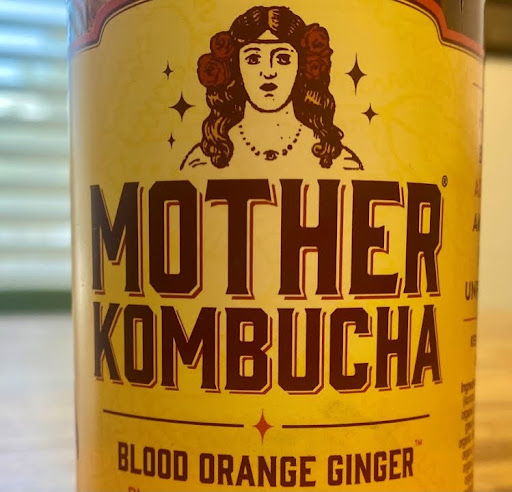 MOTHER®
KOMBUCHA
BLOOD ORANGE GINGER™